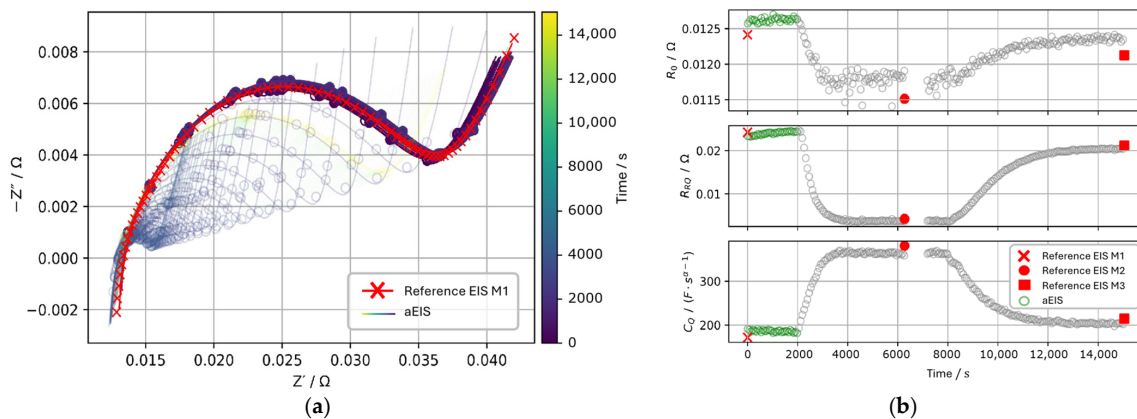 0.008
0.006
0.004
0.002
0.000
−0.002
−Z″ / Ω
0.015 0.020 0.025 0.030 0.035 0.040
Z′ / Ω
Reference EIS M1
aEIS
14,000
12,000
10,000
8000
6000
4000
2000
0
Time / s
(a)
0.0125
0.0120
0.0115
R0 / Ω
0.02
0.01
RRQ / Ω
300
200
CQ / (F · s^α−1)
Reference EIS M1
Reference EIS M2
Reference EIS M3
aEIS
0 2000 4000 6000 8000 10,000 12,000 14,000
Time / s
(b)